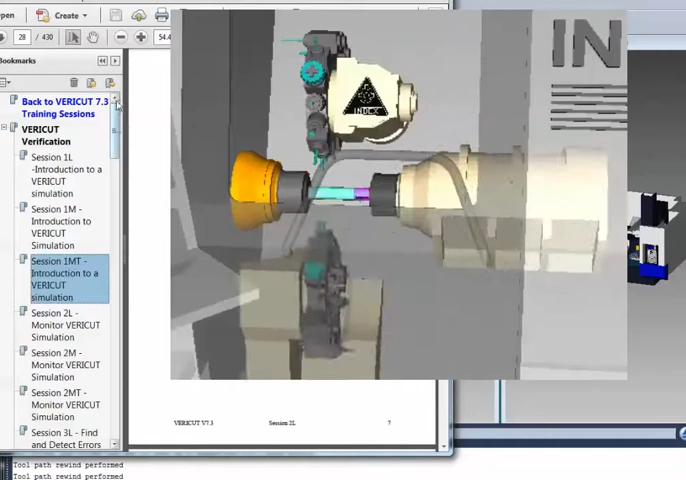 pen
Create
28
/ 430
54.4
Bookmarks
Back to VERICUT 7.3
Training Sessions
VERICUT
Verification
Session 1L
-Introduction to a
VERICUT
simulation
Session 1M -
Introduction to
VERICUT
Simulation
Session 1MT -
Introduction to a
VERICUT
simulation
Session 2L -
Monitor VERICUT
Simulation
Session 2M -
Monitor VERICUT
Simulation
Session 2MT -
Monitor VERICUT
Simulation
Session 3L - Find
and Detect Errors
INDEX
IN
VERICUT V7.3
Session 2L
7
Tool path rewind performed
Tool path rewind performed